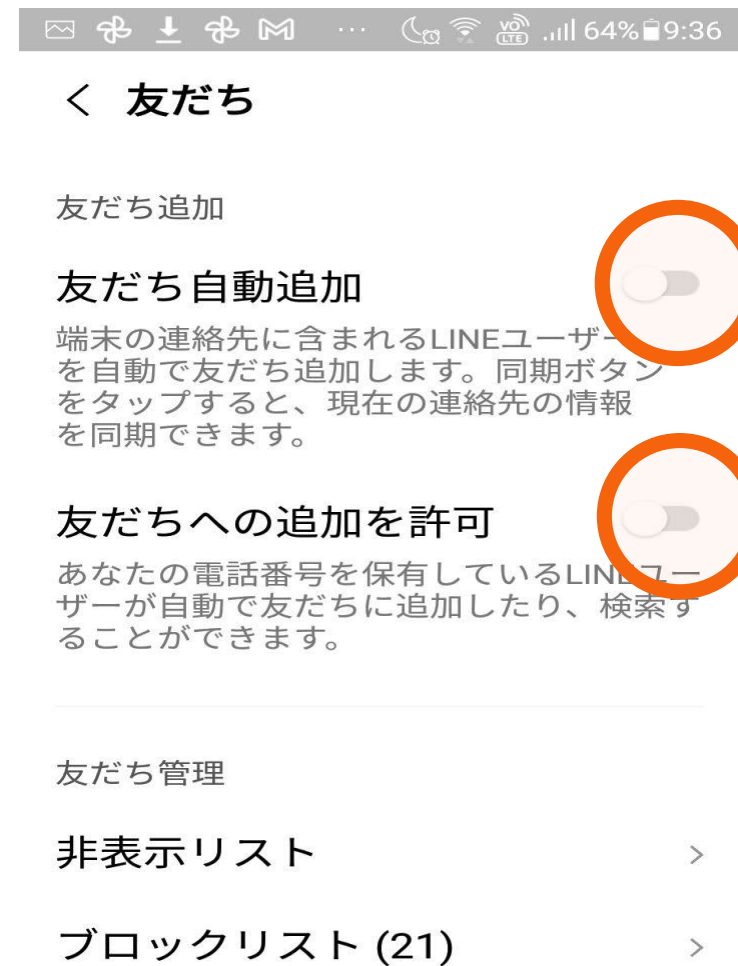 VO)) LTE 64% 9:36
< 友だち
友だち追加
友だち自動追加
端末の連絡先に含まれるLINEユーザー
を自動で友だち追加します。同期ボタン
をタップすると、現在の連絡先の情報
を同期できます。
友だちへの追加を許可
あなたの電話番号を保有しているLINEユー
ザーが自動で友だちに追加したり、検索す
ることができます。
友だち管理
非表示リスト >
ブロックリスト (21) >